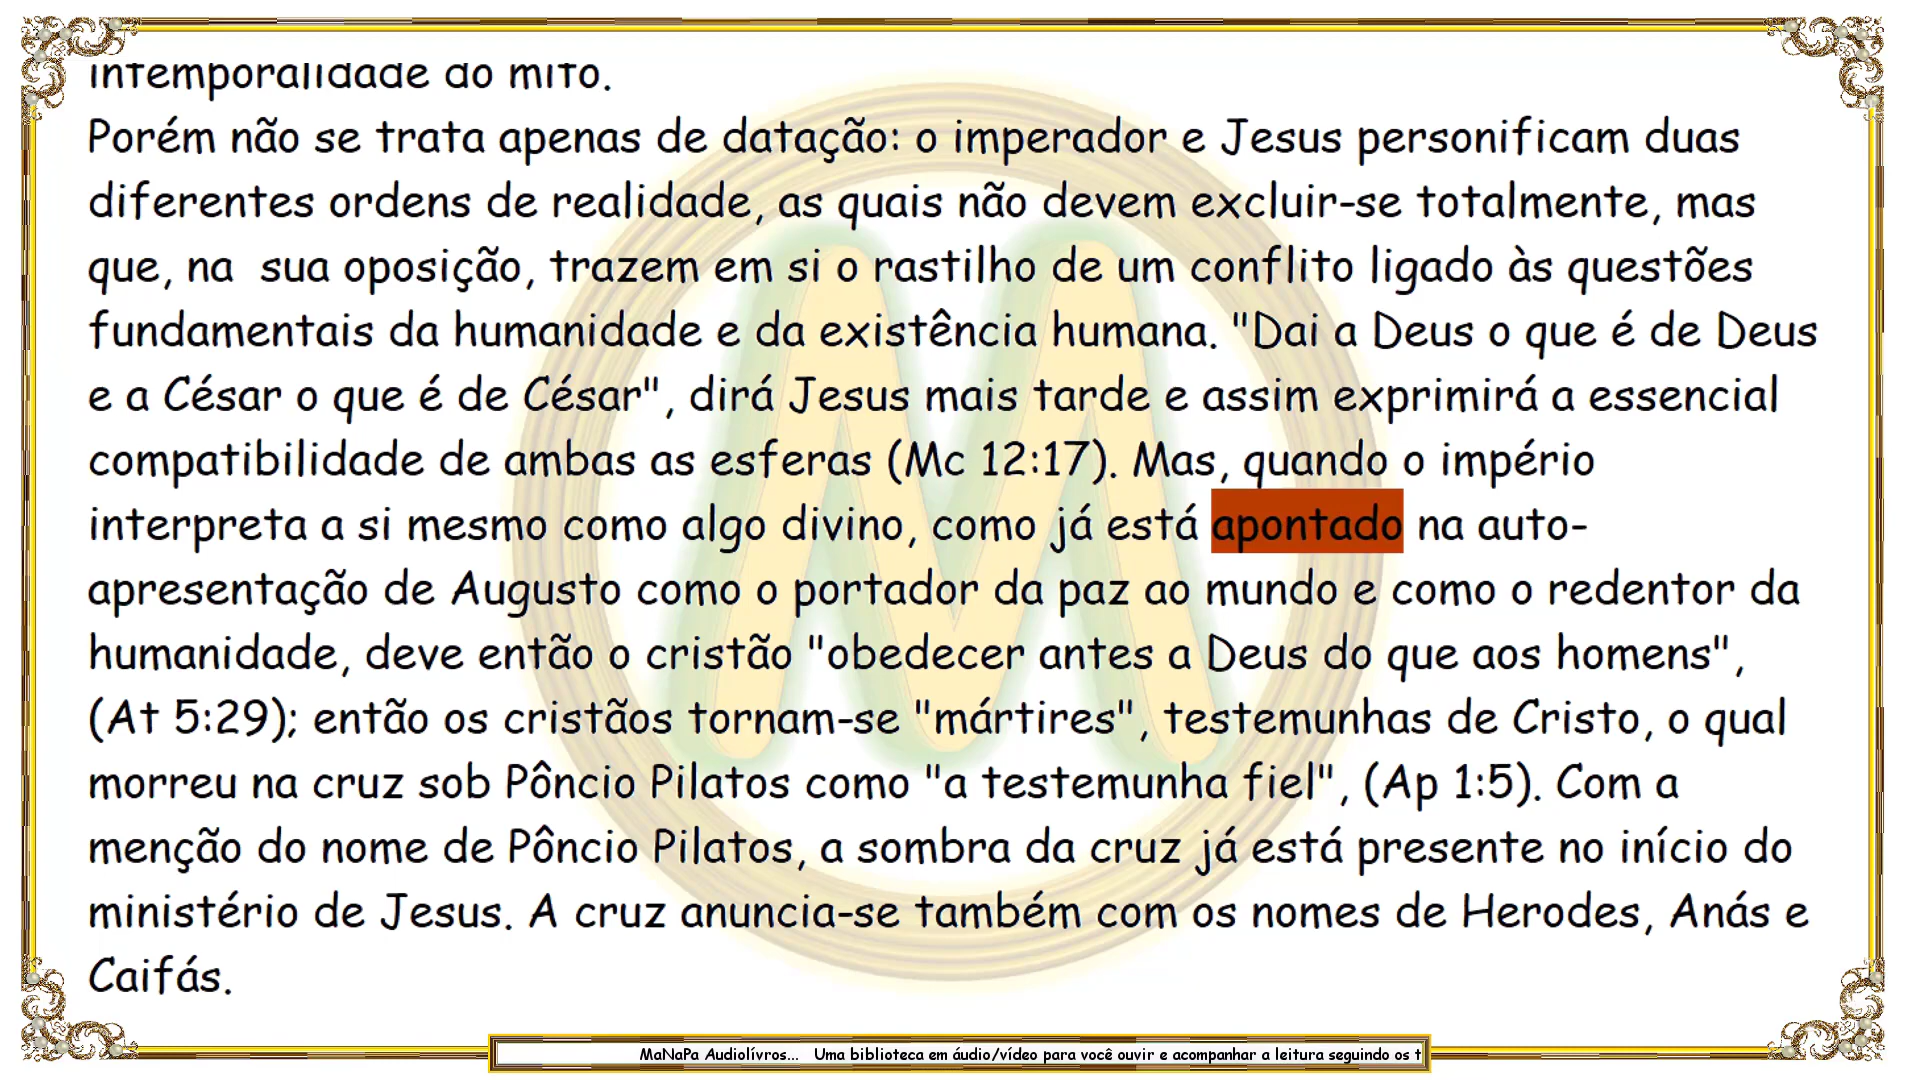 intemporalidade do mito.
Porém não se trata apenas de datação: o imperador e Jesus personificam duas
diferentes ordens de realidade, as quais não devem excluir-se totalmente, mas
que, na  sua oposição, trazem em si o rastilho de um conflito ligado às questões
fundamentais da humanidade e da existência humana. "Dai a Deus o que é de Deus
e a César o que é de César", dirá Jesus mais tarde e assim exprimirá a essencial
compatibilidade de ambas as esferas (Mc 12:17). Mas, quando o império
interpreta a si mesmo como algo divino, como já está apontado na auto-
apresentação de Augusto como o portador da paz ao mundo e como o redentor da
humanidade, deve então o cristão "obedecer antes a Deus do que aos homens",
(At 5:29); então os cristãos tornam-se "mártires", testemunhas de Cristo, o qual
morreu na cruz sob Pôncio Pilatos como "a testemunha fiel", (Ap 1:5). Com a
menção do nome de Pôncio Pilatos, a sombra da cruz já está presente no início do
ministério de Jesus. A cruz anuncia-se também com os nomes de Herodes, Anás e
Caifás.
MaNaPa Audiolívros...   Uma biblioteca em áudio/vídeo para você ouvir e acompanhar a leitura seguindo os t